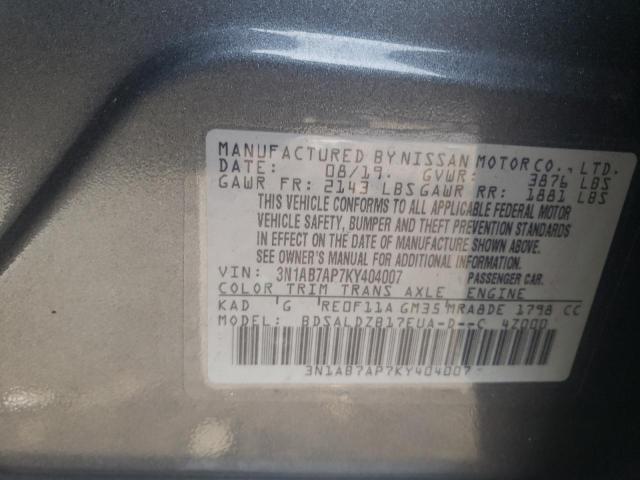 MANUFACTURED BY NISSAN MOTOR CO., LTD.
DATE: 08/19. GVWR: 3876 LBS
GAWR FR: 2143 LBS GAWR RR: 1881 LBS
THIS VEHICLE CONFORMS TO ALL APPLICABLE FEDERAL MOTOR
VEHICLE SAFETY, BUMPER AND THEFT PREVENTION STANDARDS
IN EFFECT ON THE DATE OF MANUFACTURE SHOWN ABOVE.
SEE OWNER'S MANUAL FOR ADDITIONAL INFORMATION.
VIN: 3N1AB7AP7KY404007 PASSENGER CAR.
COLOR TRIM TRANS AXLE ENGINE
KAD G RE0F11A GM35 MRA8DE 1798 CC
MODEL: BDSALDZB17EUA-D--C 4Z000
3N1AB7AP7KY404007